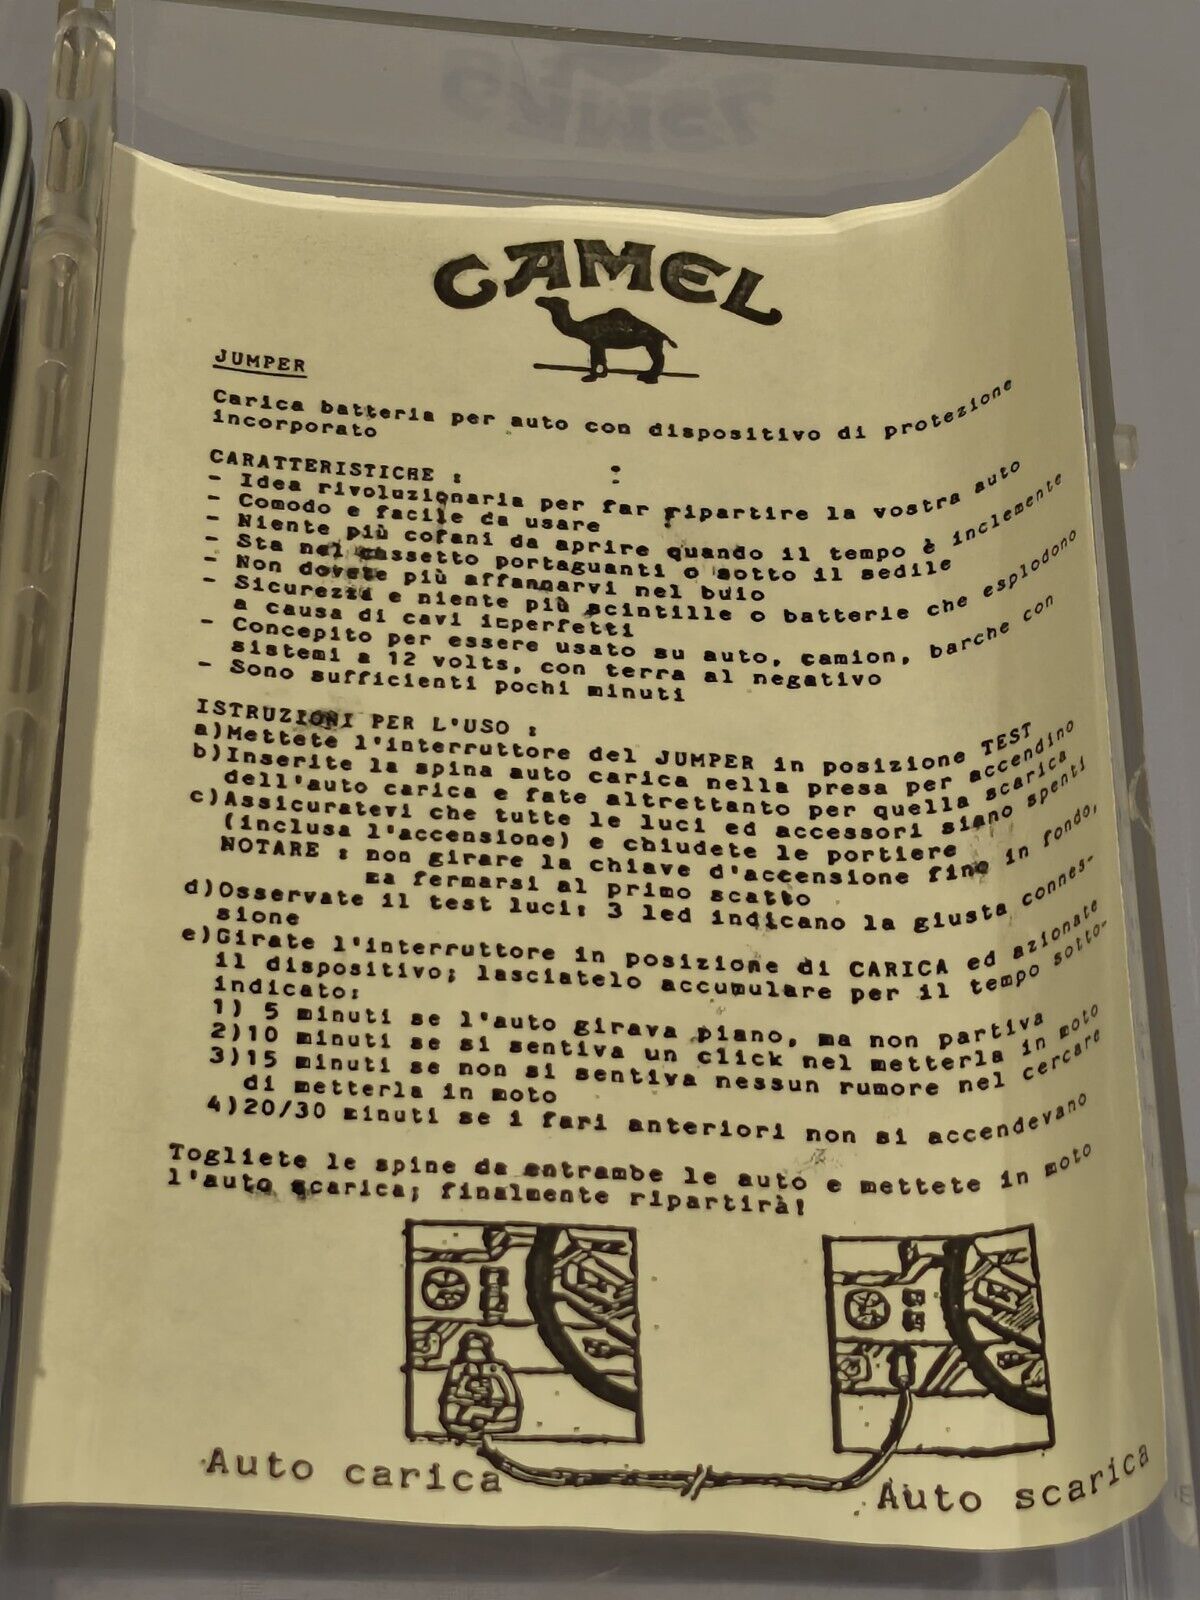 CAMEL
CAMEL
JUMPER
Carica batteria per auto con dispositivo di protezione
incorporato
CARATTERISTICHE :
- Idea rivoluzionaria per far ripartire la vostra auto
- Comodo e facile da usare
- Niente più cofani da aprire quando il tempo è inclemente
- Sta nel cassetto portaguanti o sotto il sedile
- Non dovete più affannarvi nel buio
- Sicurezza e niente più scintille o batterie che esplodono
a causa di cavi imperfetti
- Concepito per essere usato su auto, camion, barche con
sistemi a 12 volts, con terra al negativo
- Sono sufficienti pochi minuti
ISTRUZIONI PER L'USO :
a)Mettete l'interruttore del JUMPER in posizione TEST
b)Inserite la spina auto carica nella presa per accendino
dell'auto carica e fate altrettanto per quella scarica
c)Assicuratevi che tutte le luci ed accessori siano spenti
(inclusa l'accensione) e chiudete le portiere
NOTARE : non girare la chiave d'accensione fino in fondo,
ma fermarsi al primo scatto
d)Osservate il test luci: 3 led indicano la giusta connes-
sione
e)Girate l'interruttore in posizione di CARICA ed azionate
il dispositivo; lasciatelo accumulare per il tempo sotto-
indicato:
1) 5 minuti se l'auto girava piano, ma non partiva
2)10 minuti se si sentiva un click nel metterla in moto
3)15 minuti se non si sentiva nessun rumore nel cercare
di metterla in moto
4)20/30 minuti se i fari anteriori non si accendevano
Togliete le spine da entrambe le auto e mettete in moto
l'auto scarica; finalmente ripartirà!
Auto carica
Auto scarica